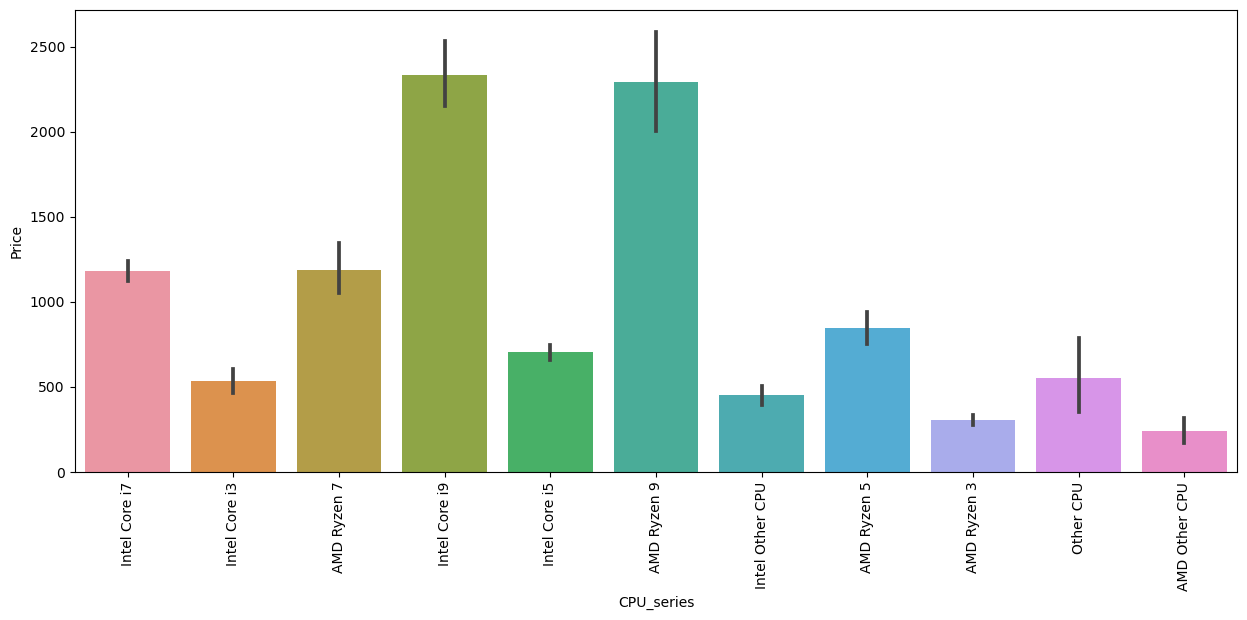 2500
2000
1500
1000
500
0
Price
Intel Core i7
Intel Core i3
AMD Ryzen 7
Intel Core i9
Intel Core i5
AMD Ryzen 9
Intel Other CPU
AMD Ryzen 5
AMD Ryzen 3
Other CPU
AMD Other CPU
CPU_series